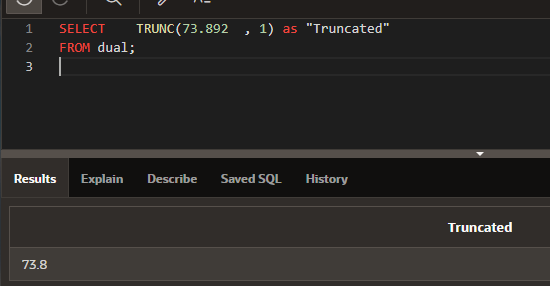 1 SELECT    TRUNC(73.892  , 1) as "Truncated"
2 FROM dual;
3
Results Explain Describe Saved SQL History
Truncated
73.8